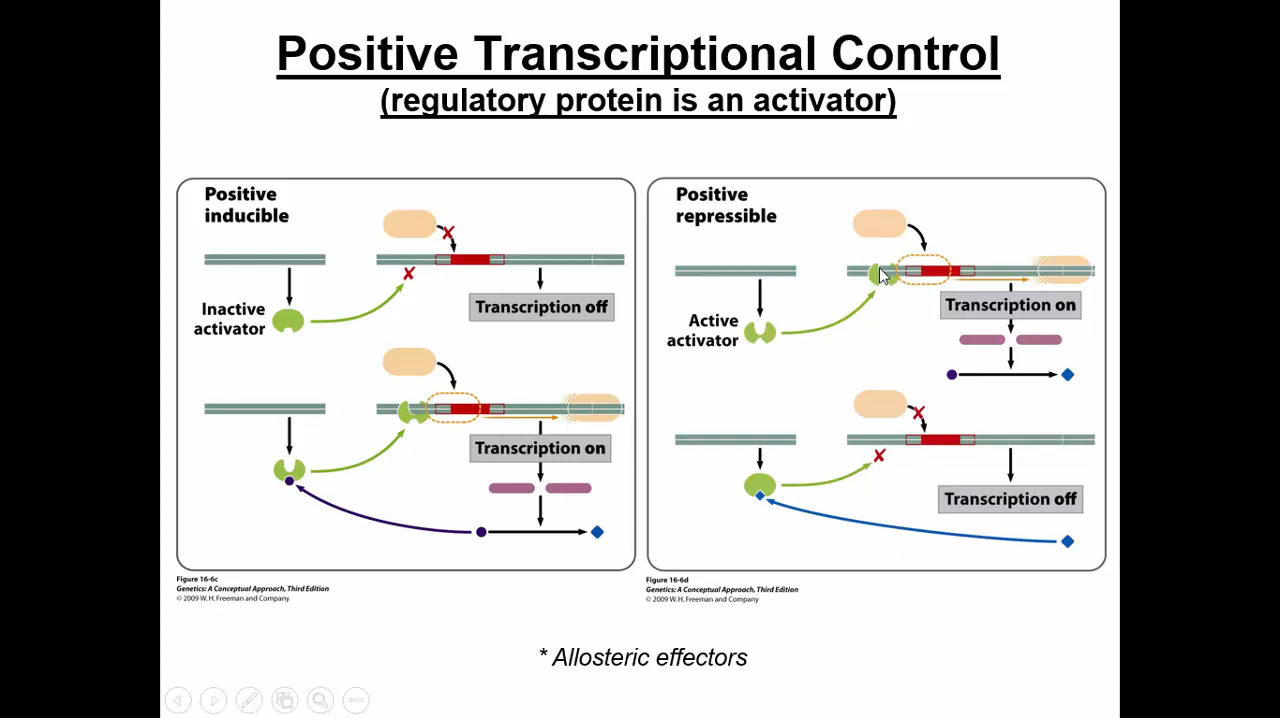 Positive Transcriptional Control
(regulatory protein is an activator)
Positive
inducible
Inactive
activator
Transcription off
Transcription on
Figure 16-6c
Genetics: A Conceptual Approach, Third Edition
© 2009 W. H. Freeman and Company
Positive
repressible
Active
activator
Transcription on
Transcription off
Figure 16-6d
Genetics: A Conceptual Approach, Third Edition
© 2009 W. H. Freeman and Company
* Allosteric effectors